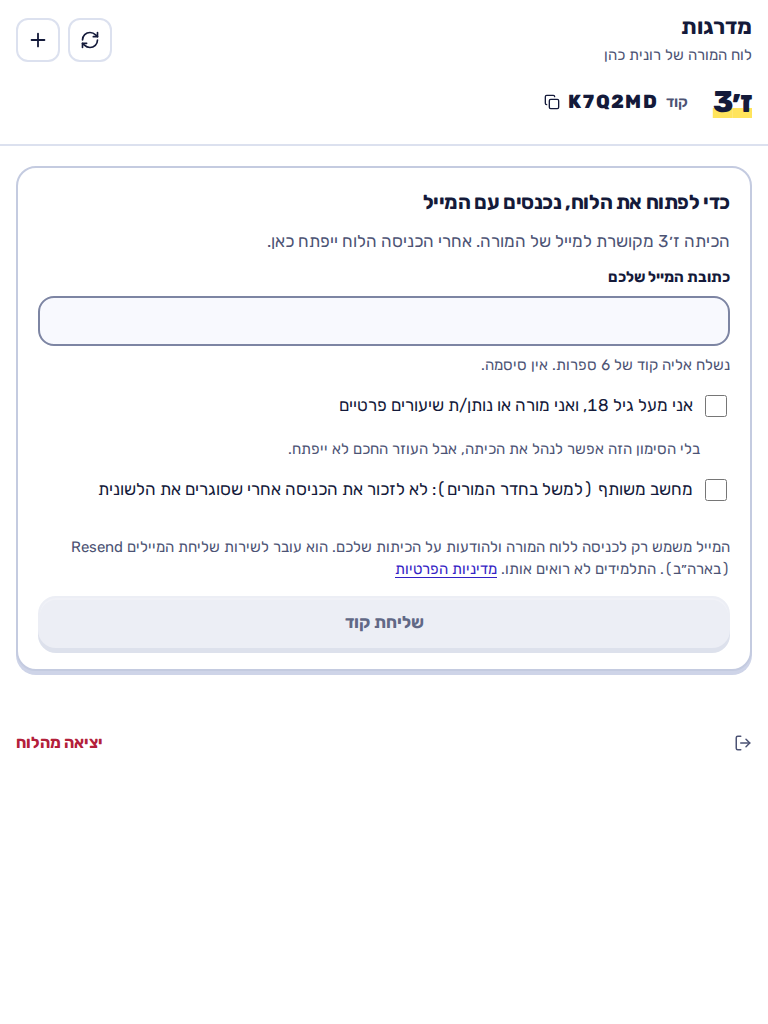 מדרגות
לוח המורה של רונית כהן
ז׳3 קוד K7Q2MD
כדי לפתוח את הלוח, נכנסים עם המייל
הכיתה ז׳3 מקושרת למייל של המורה. אחרי הכניסה הלוח ייפתח כאן.
כתובת המייל שלכם
נשלח אליה קוד של 6 ספרות. אין סיסמה.
אני מעל גיל 18, ואני מורה או נותן/ת שיעורים פרטיים
בלי הסימון הזה אפשר לנהל את הכיתה, אבל העוזר החכם לא ייפתח.
מחשב משותף (למשל בחדר המורים): לא לזכור את הכניסה אחרי שסוגרים את הלשונית
המייל משמש רק לכניסה ללוח המורה ולהודעות על הכיתות שלכם. הוא עובר לשירות שליחת המיילים Resend
(בארה״ב). התלמידים לא רואים אותו. מדיניות הפרטיות
שליחת קוד
יציאה מהלוח